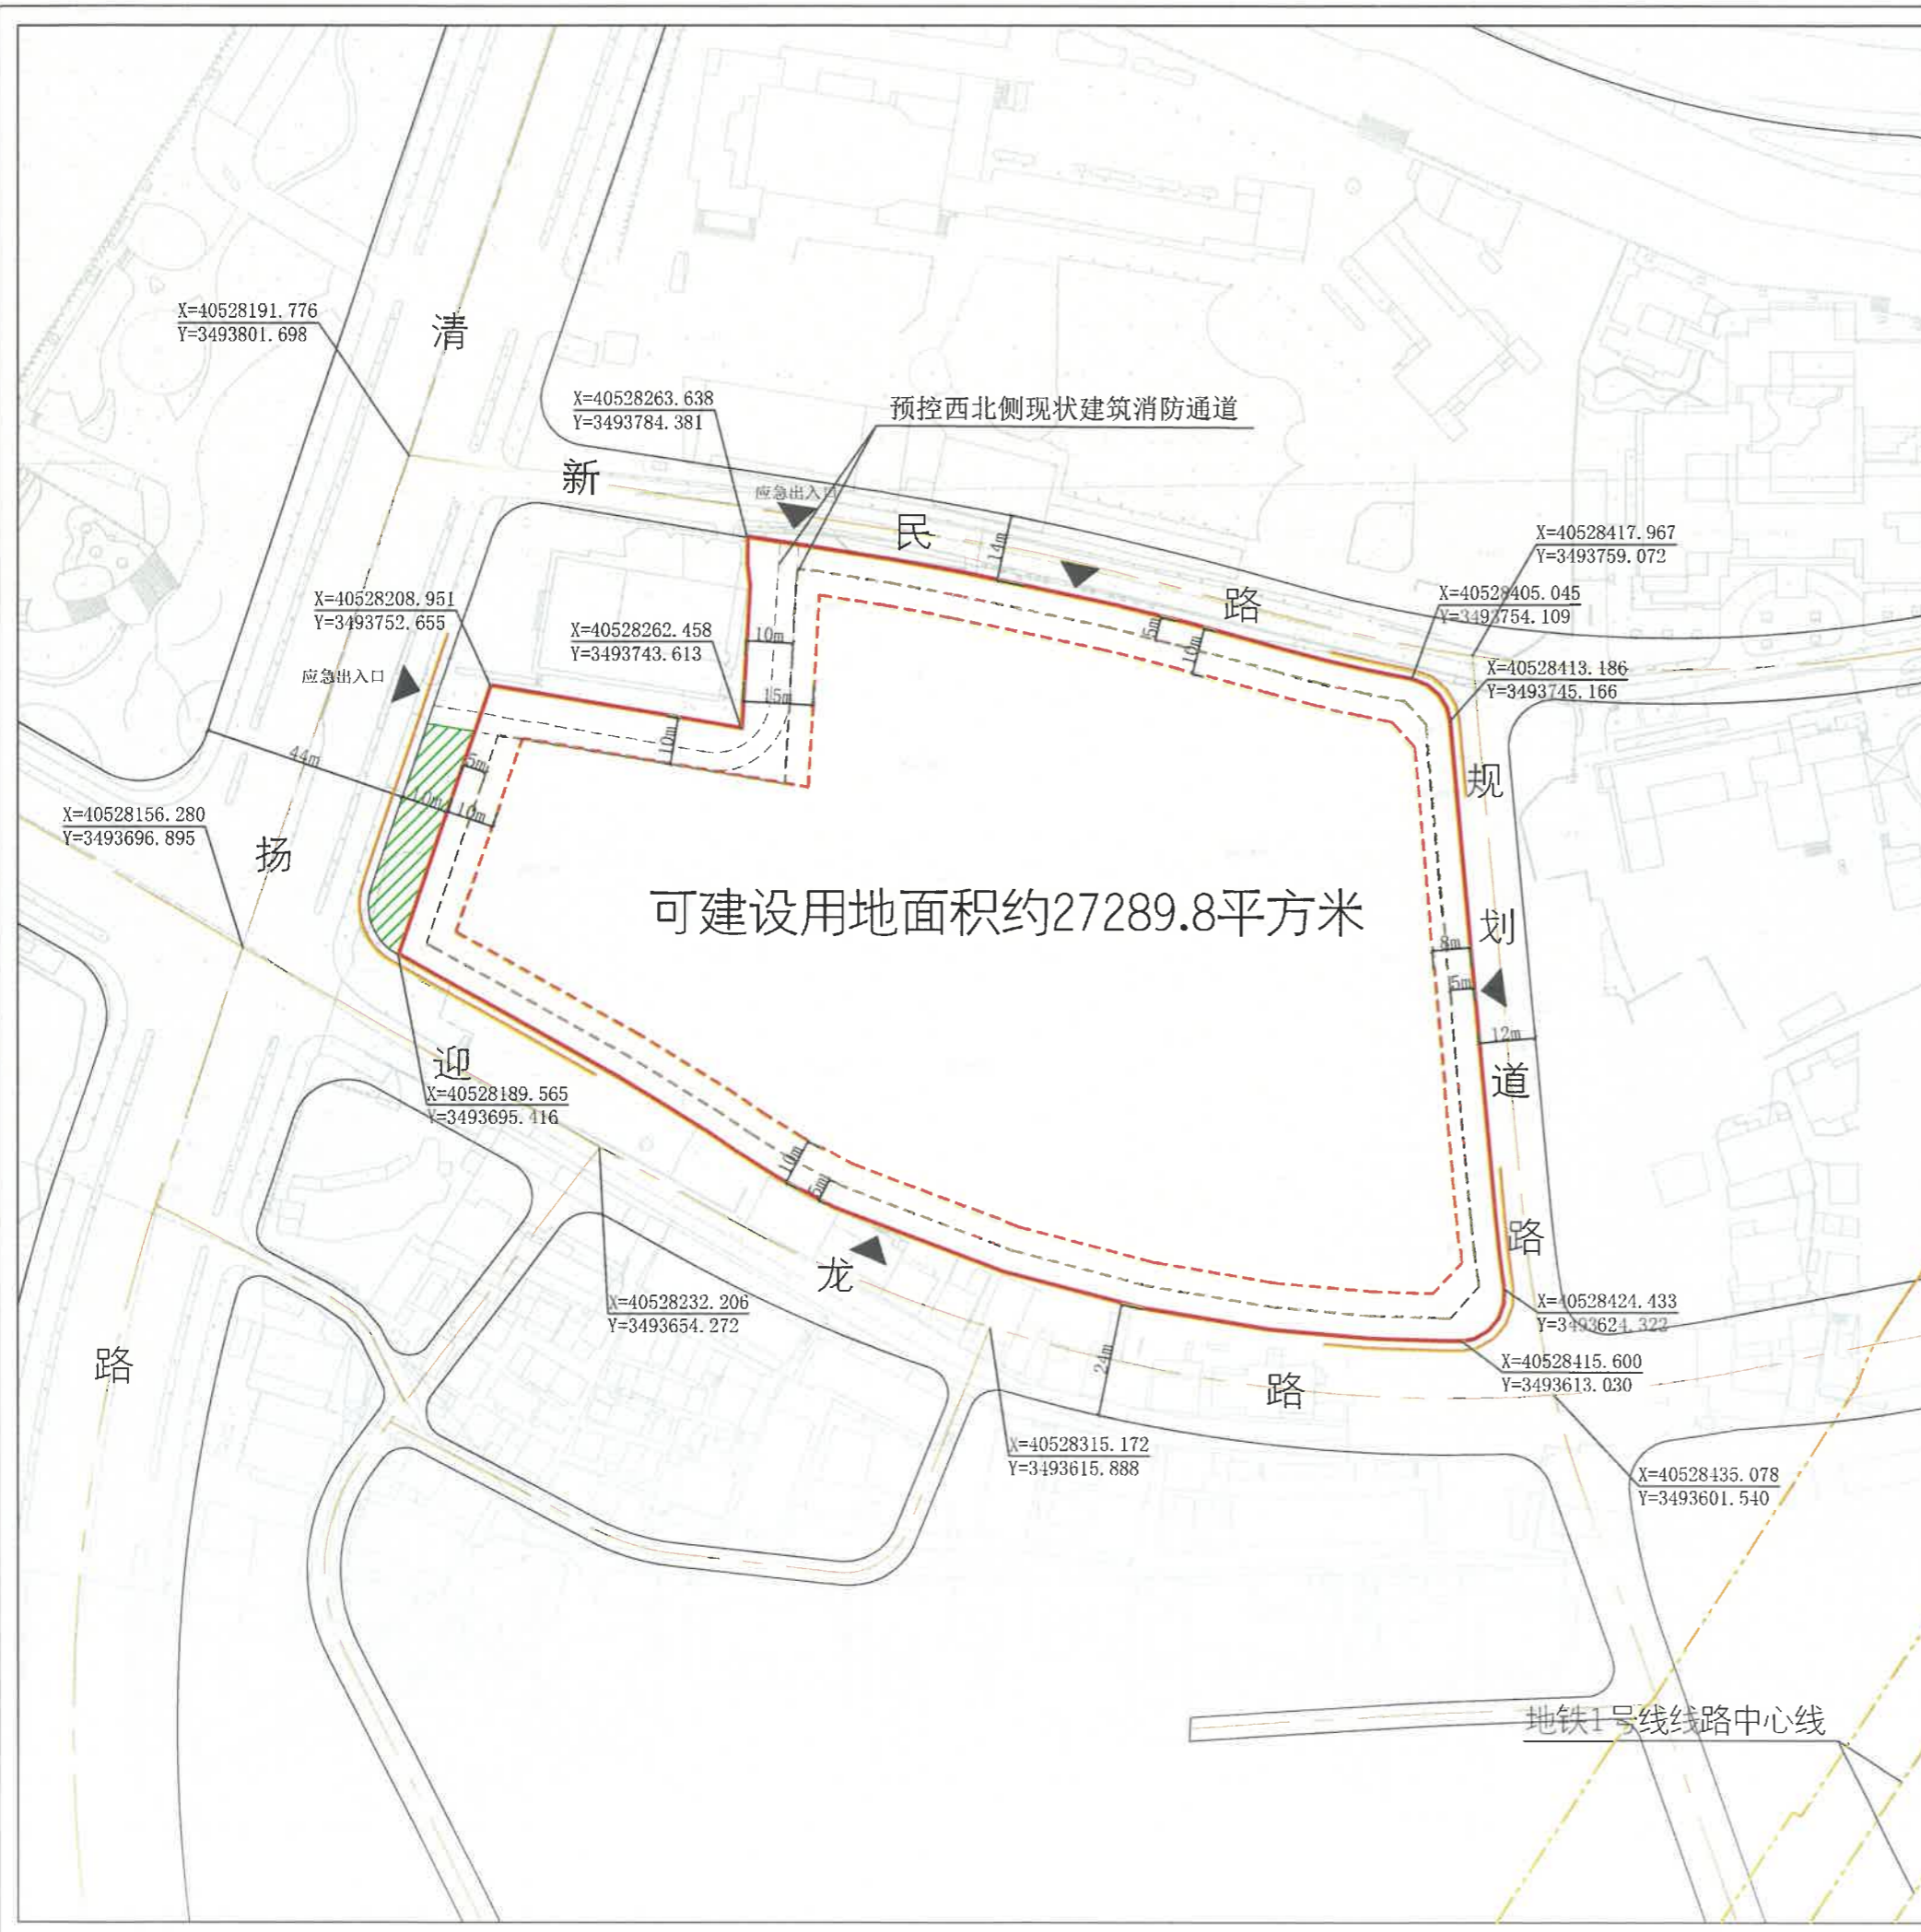 X=40528191.776
Y=3493801.698
清
X=40528263.638
Y=3493784.381
预控西北侧现状建筑消防通道
新
应急出入口
民
14m
X=40528417.967
Y=3493759.072
X=40528208.951
Y=3493752.655
X=40528262.458
Y=3493743.613
10m
5m
10m
路
X=40528405.045
Y=3493754.109
应急出入口
15m
X=40528413.186
Y=3493745.166
44m
5m
10m
规
X=40528156.280
Y=3493696.895
10m
10m
扬
可建设用地面积约27289.8平方米
8m
划
5m
12m
迎
道
X=40528189.565
Y=3493695.416
10m
5m
路
龙
X=40528232.206
Y=3493654.272
X=40528424.433
Y=3493624.322
路
24m
路
X=40528415.600
Y=3493613.030
X=40528315.172
Y=3493615.888
X=40528435.078
Y=3493601.540
地铁1号线线路中心线